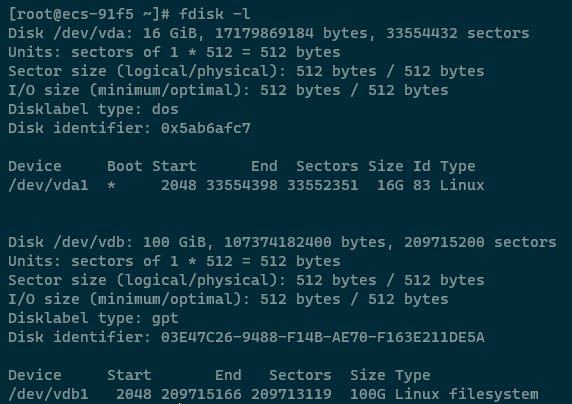 [root@ecs-91f5 ~]# fdisk -l
Disk /dev/vda: 16 GiB, 17179869184 bytes, 33554432 sectors
Units: sectors of 1 * 512 = 512 bytes
Sector size (logical/physical): 512 bytes / 512 bytes
I/O size (minimum/optimal): 512 bytes / 512 bytes
Disklabel type: dos
Disk identifier: 0x5ab6afc7
Device     Boot Start      End  Sectors Size Id Type
/dev/vda1  *     2048 33554398 33552351  16G 83 Linux
Disk /dev/vdb: 100 GiB, 107374182400 bytes, 209715200 sectors
Units: sectors of 1 * 512 = 512 bytes
Sector size (logical/physical): 512 bytes / 512 bytes
I/O size (minimum/optimal): 512 bytes / 512 bytes
Disklabel type: gpt
Disk identifier: 03E47C26-9488-F14B-AE70-F163E211DE5A
Device     Start       End   Sectors  Size Type
/dev/vdb1   2048 209715166 209713119  100G Linux filesystem